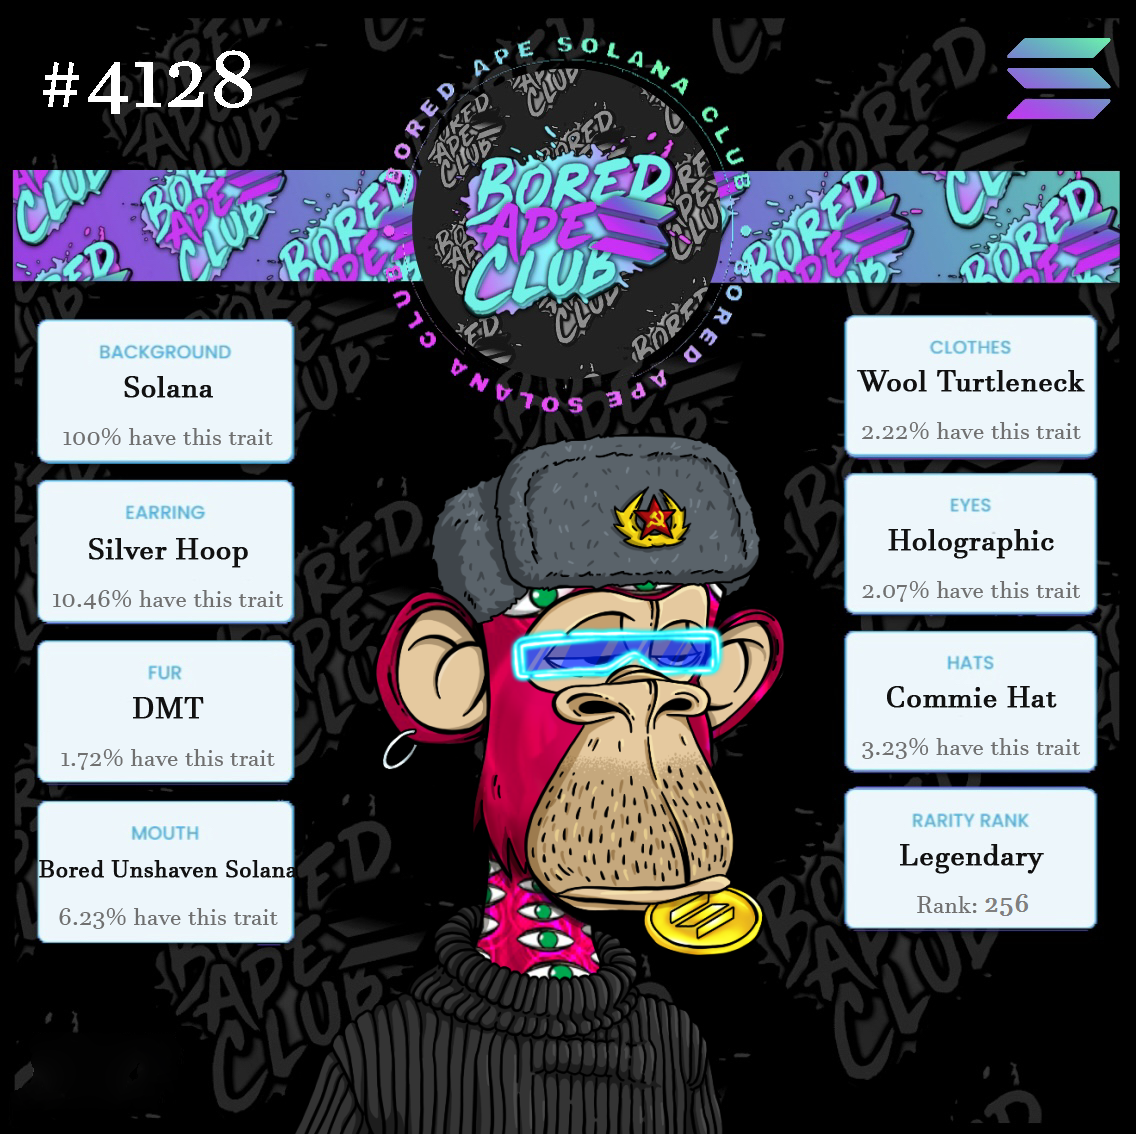 #4128
BORED APE SOLANA CLUB
BORED APE SOLANA CLUB
BORED
APE
CLUB
BACKGROUND
Solana
100% have this trait
EARRING
Silver Hoop
10.46% have this trait
FUR
DMT
1.72% have this trait
MOUTH
Bored Unshaven Solana
6.23% have this trait
CLOTHES
Wool Turtleneck
2.22% have this trait
EYES
Holographic
2.07% have this trait
HATS
Commie Hat
3.23% have this trait
RARITY RANK
Legendary
Rank: 256